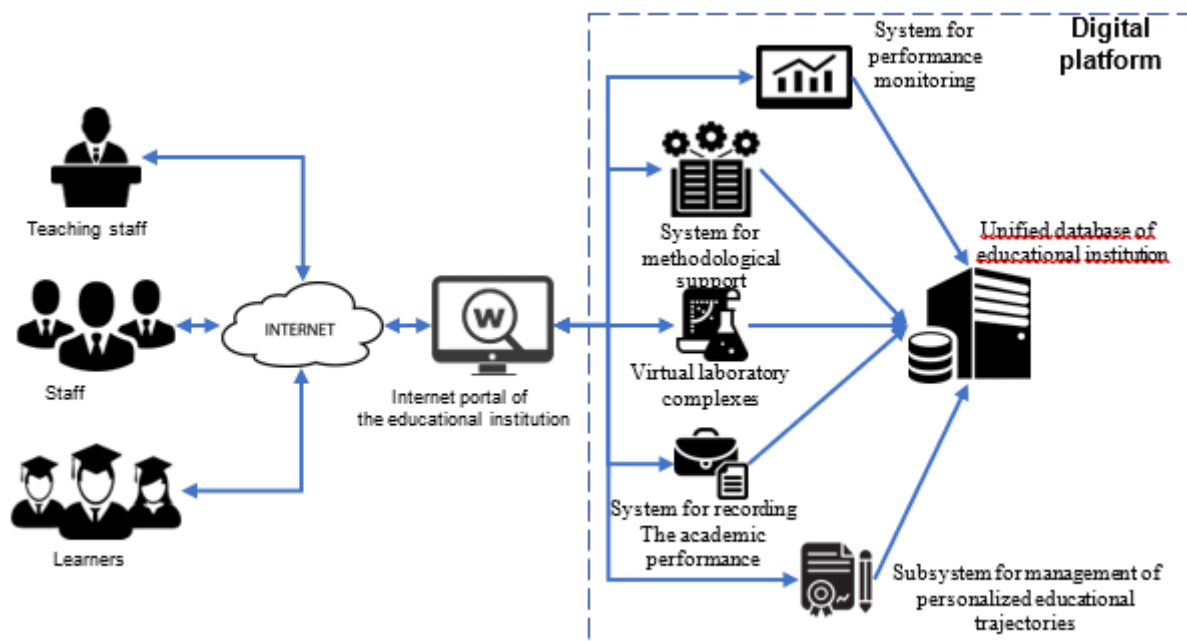 Teaching staff
Staff
Learners
INTERNET
W
Internet portal of
the educational institution
Digital
platform
System for
performance
monitoring
System for
methodological
support
Virtual laboratory
complexes
System for recording
The academic
performance
Unified database of
educational institution
Subsystem for management of
personalized educational
trajectories